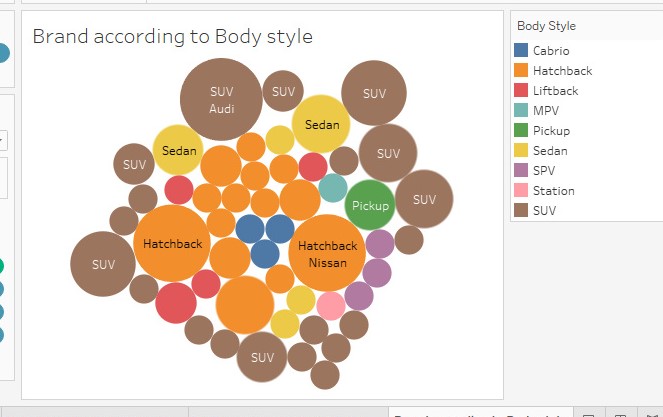 Brand according to Body style
Body Style
Cabrio
Hatchback
Liftback
MPV
Pickup
Sedan
SPV
Station
SUV
SUV
Audi
SUV
SUV
Sedan
Sedan
SUV
SUV
SUV
Pickup
Hatchback
Hatchback
Nissan
SUV
SUV